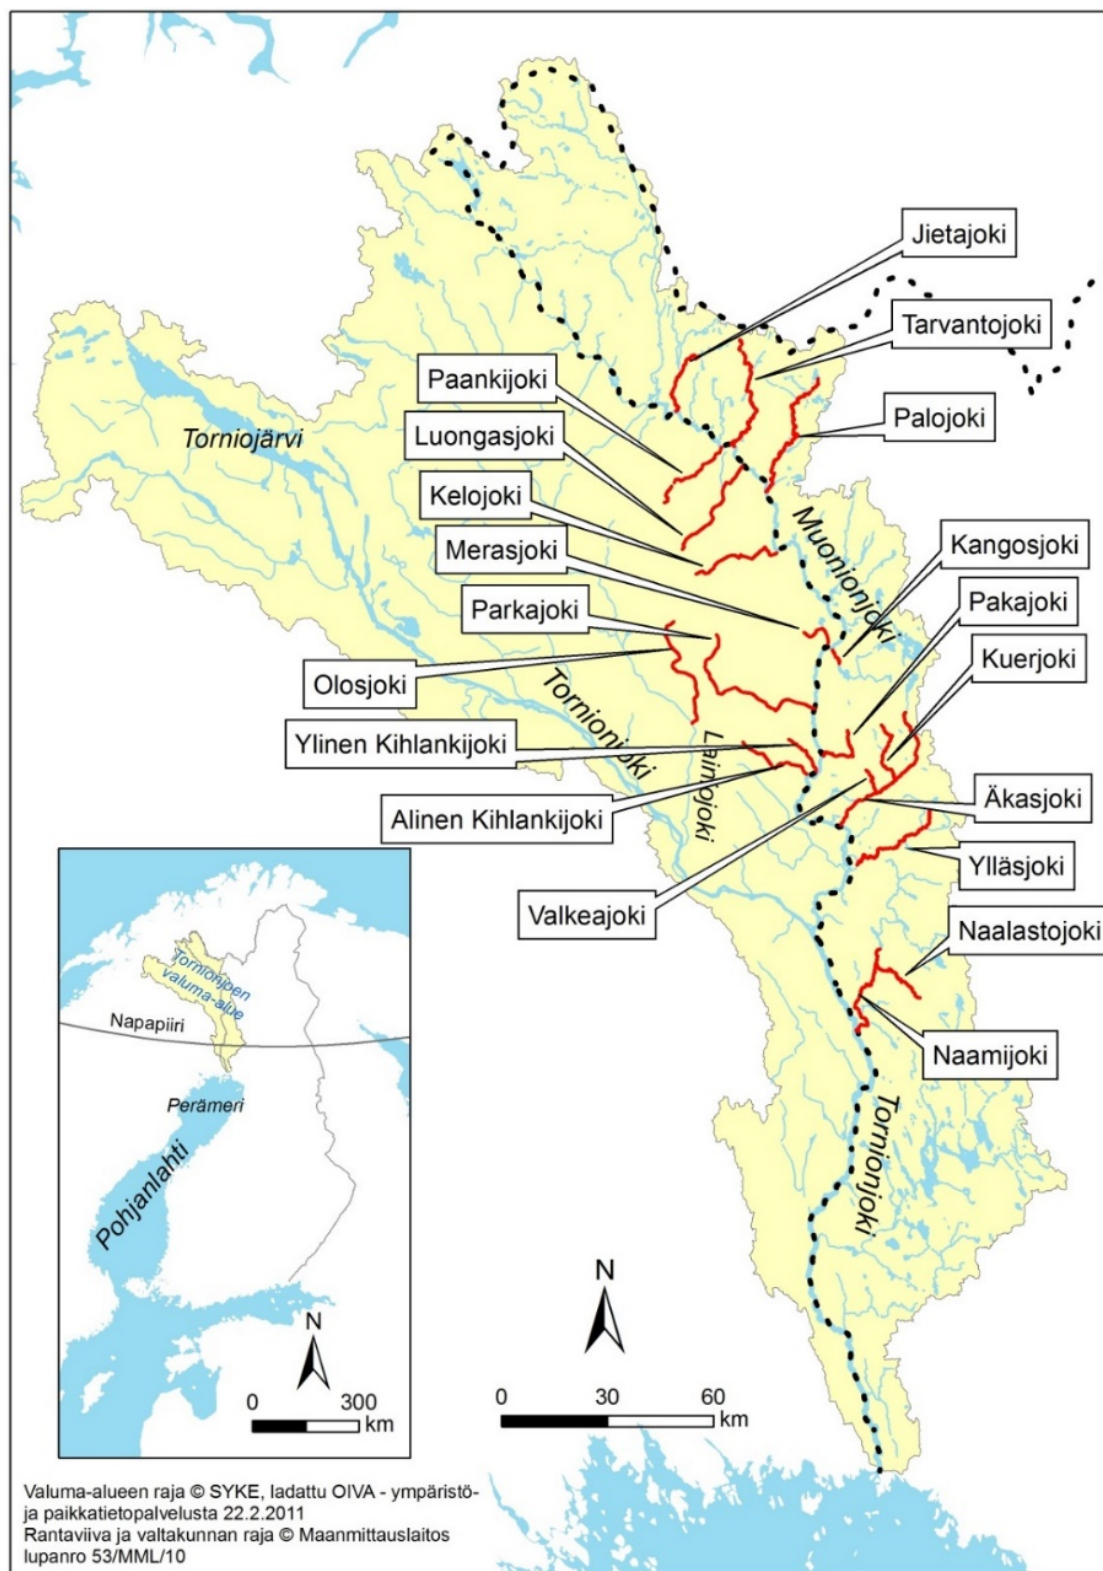 Jietajoki
Tarvantojoki
Paankijoki
Palojoki
Luongasjoki
Torniojärvi
Kelojoki
Muonionjoki
Merasjoki
Kangosjoki
Parkajoki
Pakajoki
Kuerjoki
Olosjoki
Tornionjoki
Ylinen Kihlankijoki
Lainiojoki
Äkasjoki
Alinen Kihlankijoki
Ylläsjoki
Valkeajoki
Naalastojoki
Naamijoki
Tornionjoki
Tornionjoen
valuma-alue
Napapiiri
Perämeri
Pohjanlahti
N
0 300
km
N
0 30 60
km
Valuma-alueen raja © SYKE, ladattu OIVA - ympäristö-
ja paikkatietopalvelusta 22.2.2011
Rantaviiva ja valtakunnan raja © Maanmittauslaitos
lupanro 53/MML/10